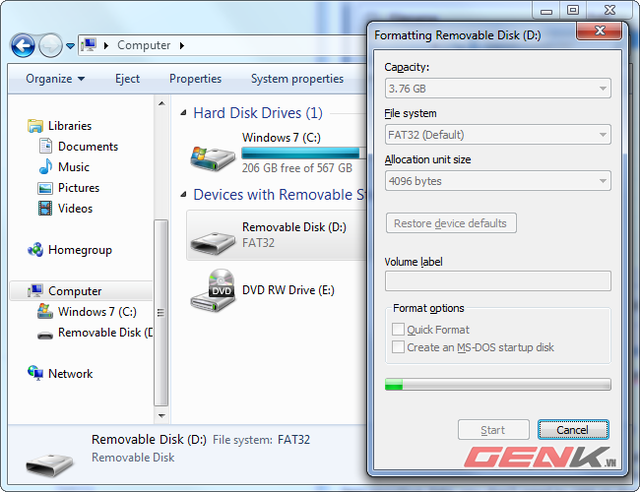 Computer
Organize
Eject
Properties
System properties
Libraries
Documents
Music
Pictures
Videos
Homegroup
Computer
Windows 7 (C:)
Removable Disk (D
Network
Hard Disk Drives (1)
Windows 7 (C:)
206 GB free of 567 GB
Devices with Removable St
Removable Disk (D:)
FAT32
DVD
DVD RW Drive (E:)
Removable Disk (D:) File system: FAT32
Removable Disk
Formatting Removable Disk (D:)
Capacity:
3.76 GB
File system
FAT32 (Default)
Allocation unit size
4096 bytes
Restore device defaults
Volume label
Format options
Quick Format
Create an MS-DOS startup disk
Start
Cancel
GENK.VN